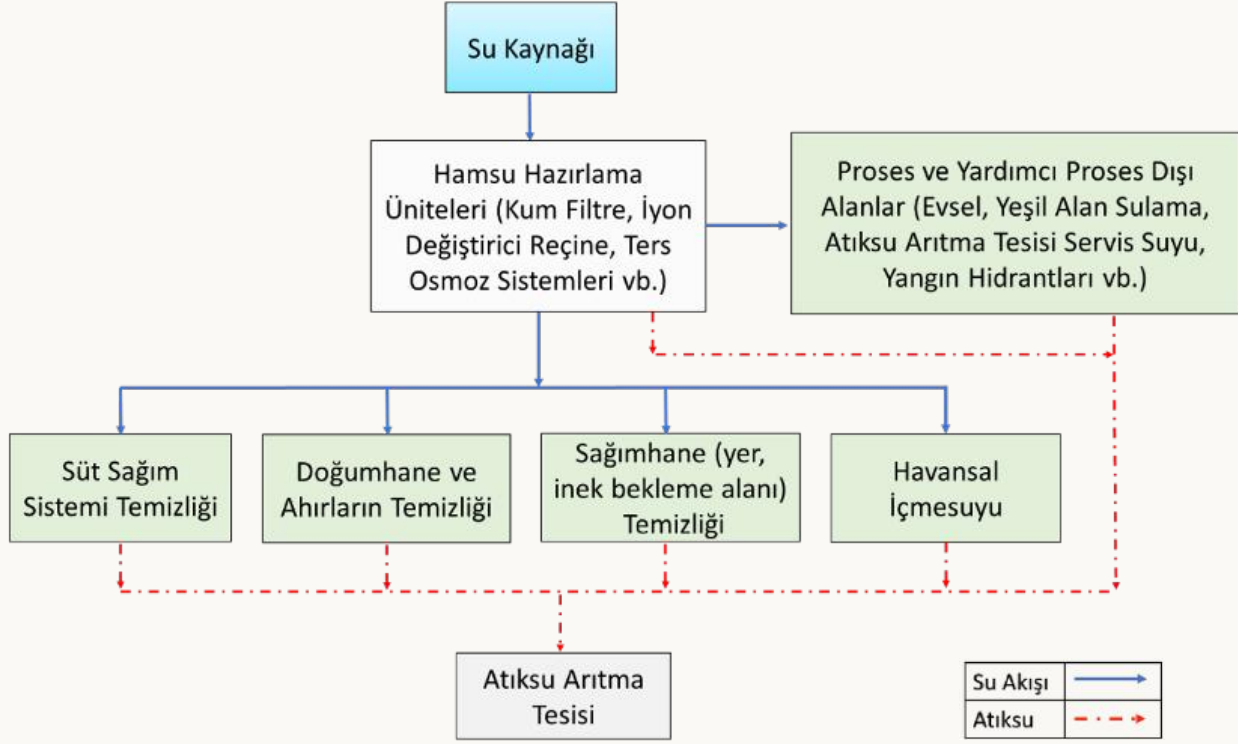 Su Kaynağı
Hamsu Hazırlama
Üniteleri (Kum Filtre, İyon
Değiştirici Reçine, Ters
Osmoz Sistemleri vb.)
Proses ve Yardımcı Proses Dışı
Alanlar (Evsel, Yeşil Alan Sulama,
Atıksu Arıtma Tesisi Servis Suyu,
Yangın Hidrantları vb.)
Süt Sağım
Sistemi Temizliği
Doğumhane ve
Ahırların Temizliği
Sağımhane (yer,
inek bekleme alanı)
Temizliği
Havansal
İçmesuyu
Atıksu Arıtma
Tesisi
Su Akışı
Atıksu